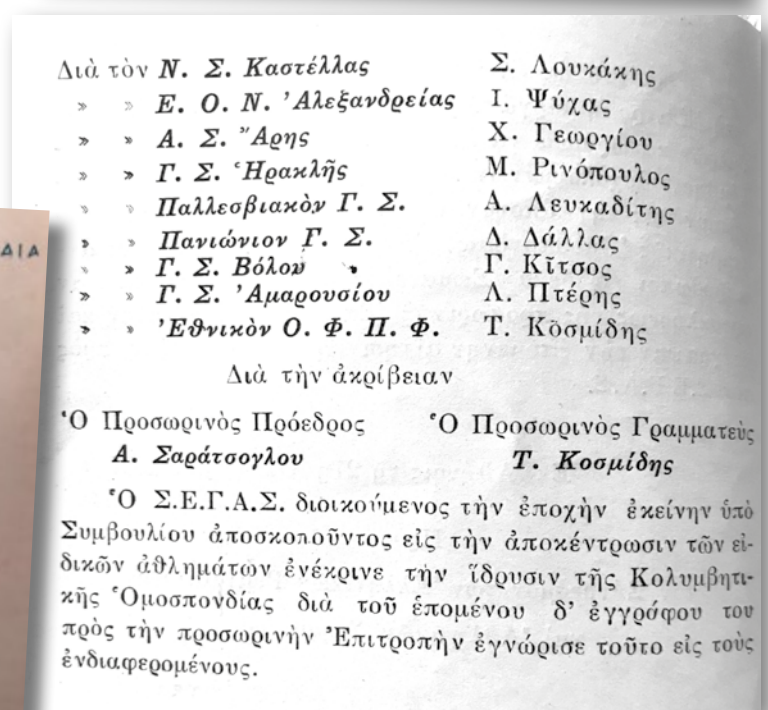 Διὰ τὸν Ν. Σ. Καστέλλας Σ. Λουκάκης
» » Ε. Ο. Ν. Ἀλεξανδρείας Ι. Ψύχας
» » Α. Σ. Ἄρης Χ. Γεωργίου
» » Γ. Σ. Ἡρακλῆς Μ. Ρινόπουλος
» » Παλλεσβιακὸν Γ. Σ. Α. Λευκαδίτης
» » Πανιώνιον Γ. Σ. Δ. Δάλλας
» » Γ. Σ. Βόλου Γ. Κῖτσος
» » Γ. Σ. Ἀμαρουσίου Λ. Πτέρης
» » Ἐθνικὸν Ο. Φ. Π. Φ. Τ. Κοσμίδης
Διὰ τὴν ἀκρίβειαν
Ὁ Προσωρινὸς Πρόεδρος Ὁ Προσωρινὸς Γραμματεὺς
Α. Σαράτσογλου Τ. Κοσμίδης
Ὁ Σ.Ε.Γ.Α.Σ. διοικούμενος τὴν ἐποχὴν ἐκείνην ὑπὸ
Συμβουλίου ἀποσκοποῦντος εἰς τὴν ἀποκέντρωσιν τῶν εἰ-
δικῶν ἀθλημάτων ἐνέκρινε τὴν ἵδρυσιν τῆς Κολυμβητι-
κῆς Ὁμοσπονδίας διὰ τοῦ ἑπομένου δ' ἐγγράφου του
πρὸς τὴν προσωρινὴν Ἐπιτροπὴν ἐγνώρισε τοῦτο εἰς τοὺς
ἐνδιαφερομένους.